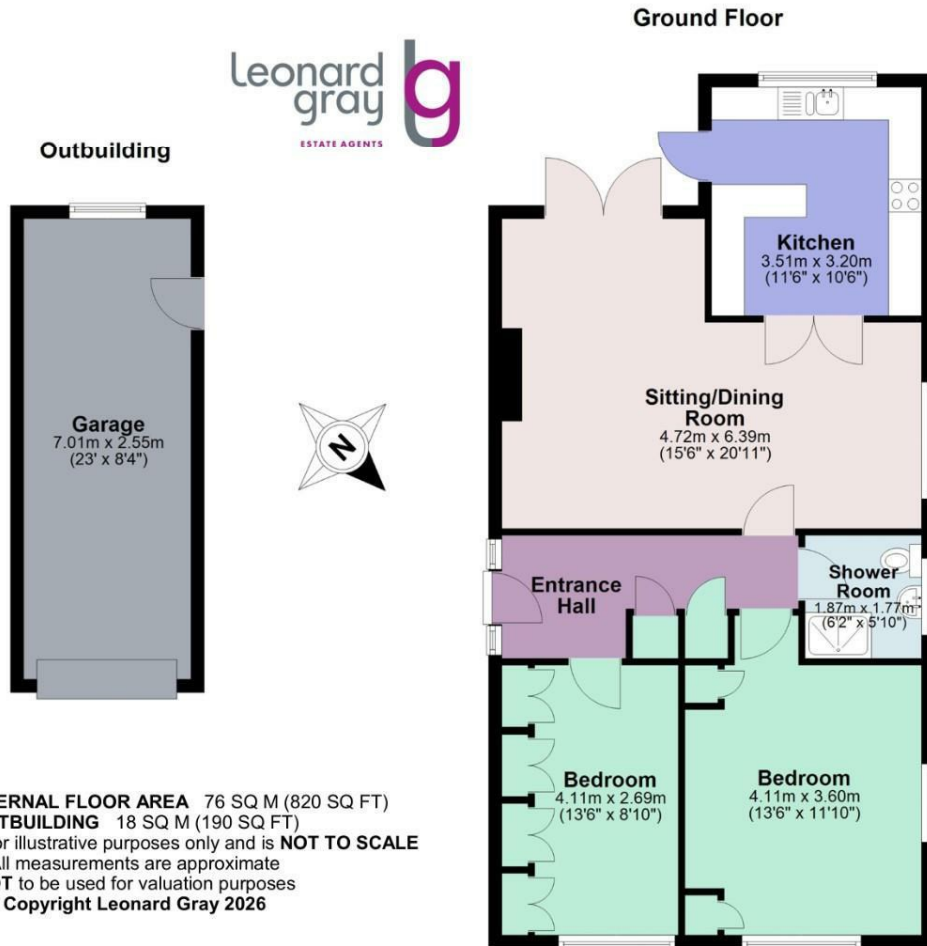 Ground Floor
Leonard
gray
lg
ESTATE AGENTS
Outbuilding
Kitchen
3.51m x 3.20m
(11'6" x 10'6")
Garage
7.01m x 2.55m
(23' x 8'4")
N
Sitting/Dining
Room
4.72m x 6.39m
(15'6" x 20'11")
Entrance
Hall
Shower
Room
1.87m x 1.77m
(6'2" x 5'10")
Bedroom
4.11m x 2.69m
(13'6" x 8'10")
Bedroom
4.11m x 3.60m
(13'6" x 11'10")
ERNAL FLOOR AREA 76 SQ M (820 SQ FT)
TBUILDING 18 SQ M (190 SQ FT)
or illustrative purposes only and is NOT TO SCALE
All measurements are approximate
OT to be used for valuation purposes
Copyright Leonard Gray 2026